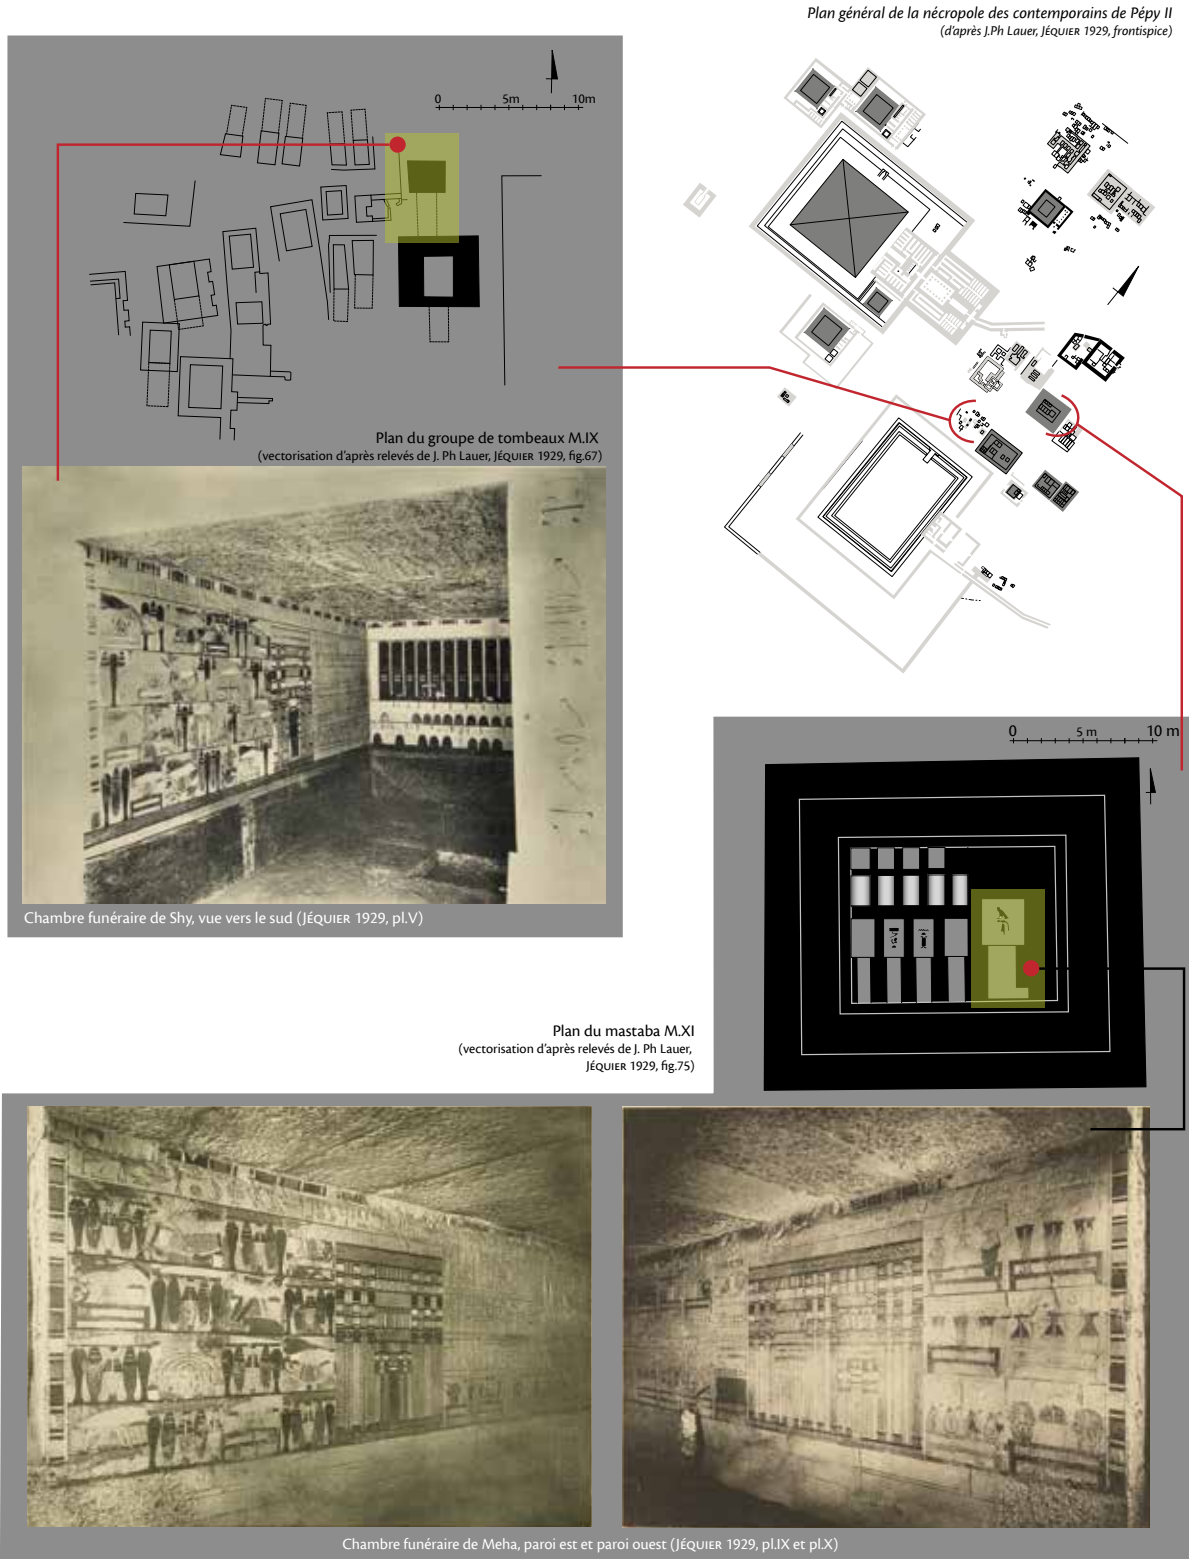 Plan général de la nécropole des contemporains de Pépy II
(d'après J.Ph Lauer, Jéquier 1929, frontispice)
0 5m 10m
Plan du groupe de tombeaux M.IX
(vectorisation d'après relevés de J. Ph Lauer, Jéquier 1929, fig.67)
Chambre funéraire de Shy, vue vers le sud (Jéquier 1929, pl.V)
0 5 m 10 m
Plan du mastaba M.XI
(vectorisation d'après relevés de J. Ph Lauer,
Jéquier 1929, fig.75)
Chambre funéraire de Meha, paroi est et paroi ouest (Jéquier 1929, pl.IX et pl.X)